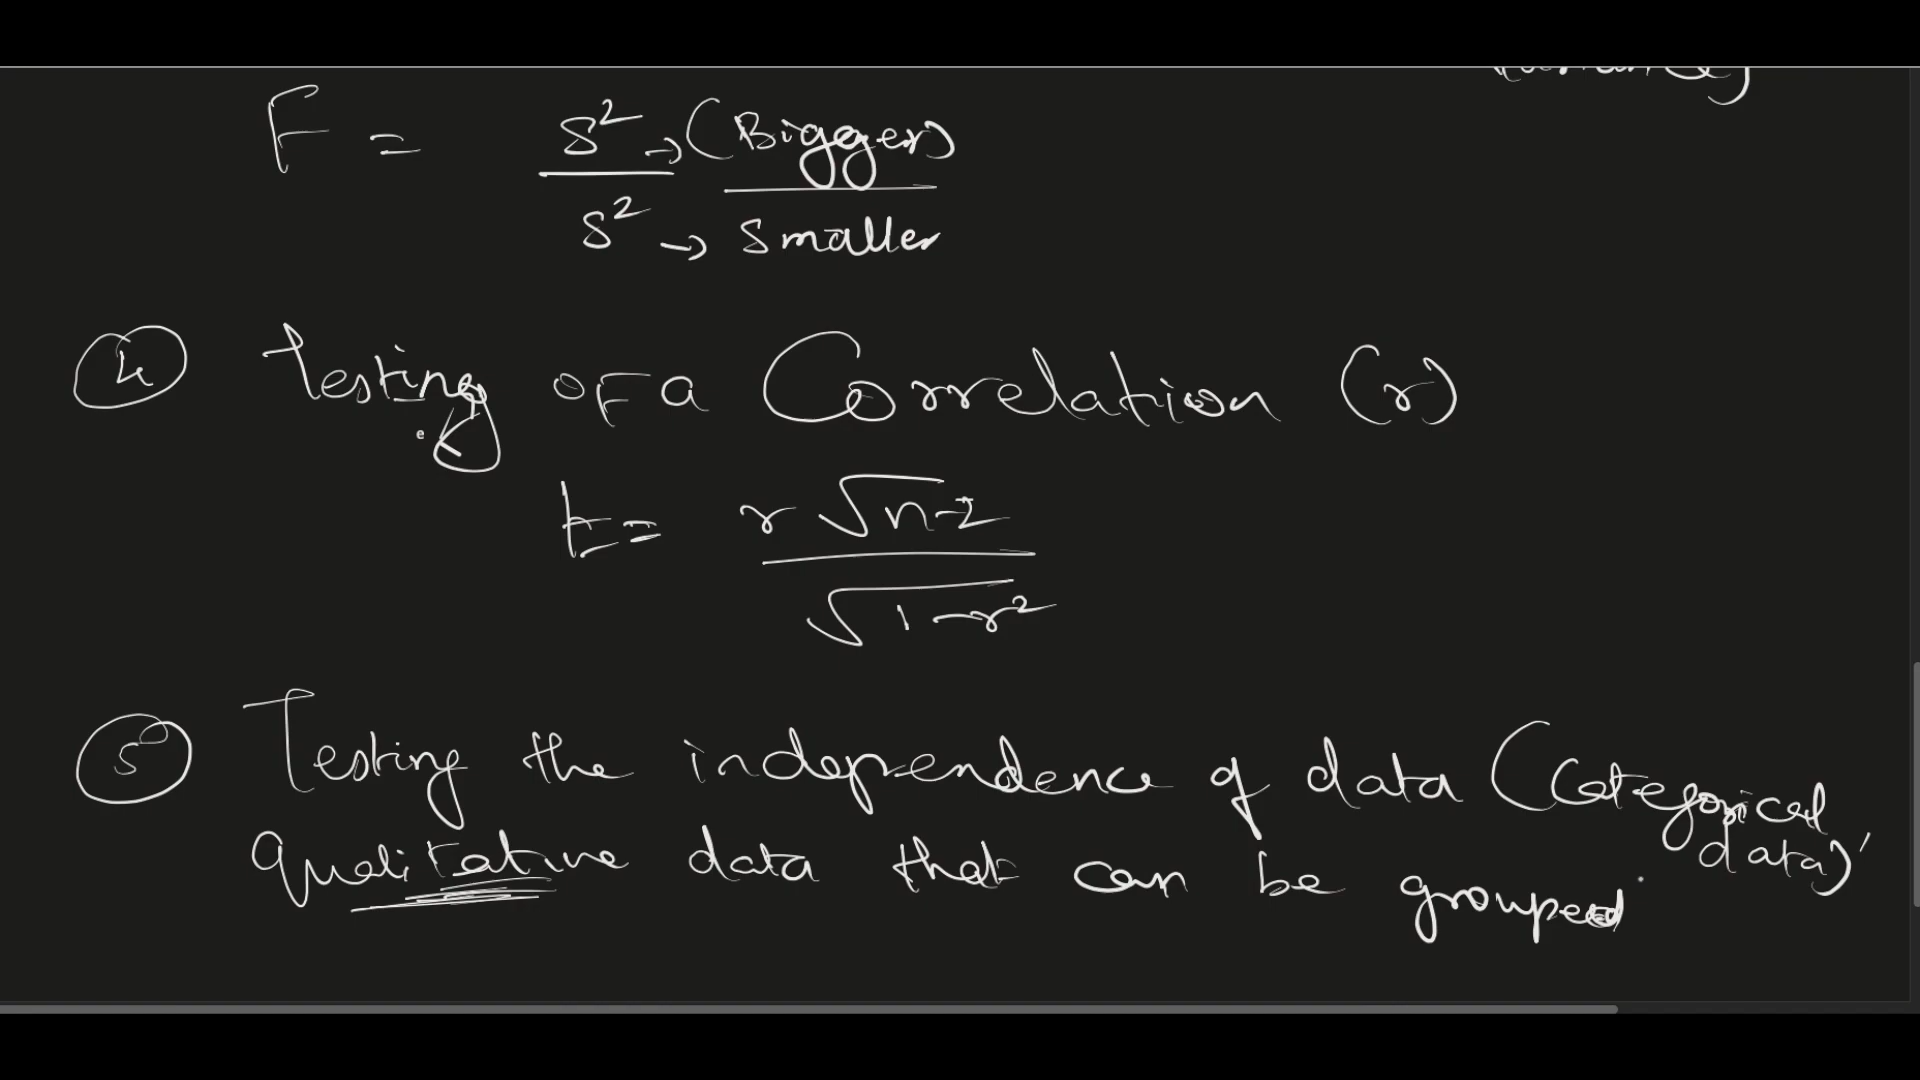 F = S² → (Bigger)
S² → Smaller
4 Testing of a Correlation (r)
t = r √n-2
√1-r²
5 Testing the independence of data (Categorical data)
Qualitative data that can be grouped.